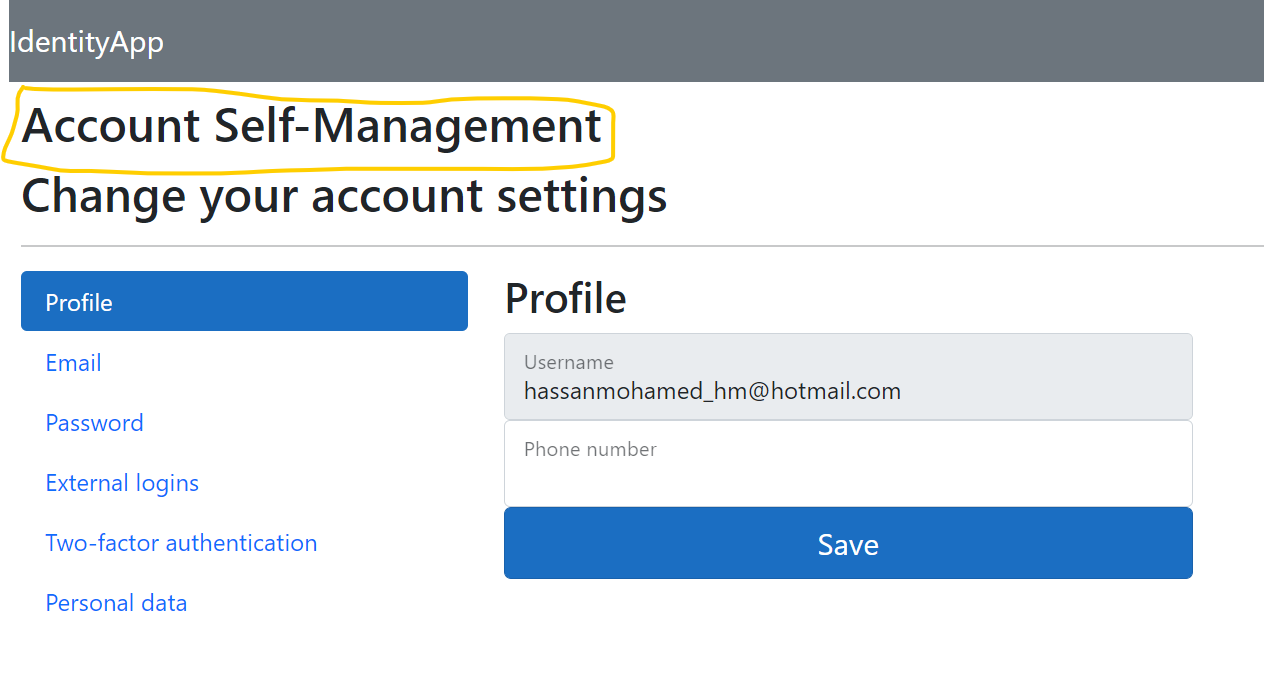 IdentityApp
Account Self-Management
Change your account settings
Profile
Email
Password
External logins
Two-factor authentication
Personal data
Profile
Username
hassanmohamed_hm@hotmail.com
Phone number
Save